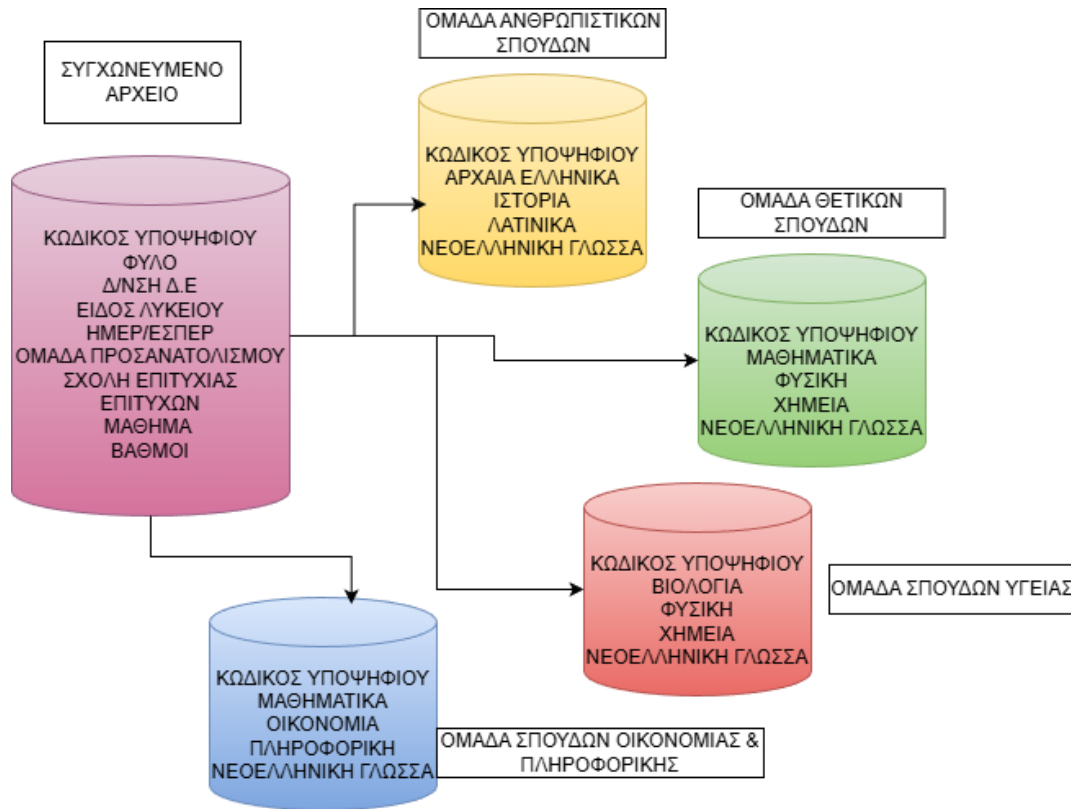 ΣΥΓΧΩΝΕΥΜΕΝΟ
ΑΡΧΕΙΟ
ΚΩΔΙΚΟΣ ΥΠΟΨΗΦΙΟΥ
ΦΥΛΟ
Δ/ΝΣΗ Δ.Ε
ΕΙΔΟΣ ΛΥΚΕΙΟΥ
ΗΜΕΡ/ΕΣΠΕΡ
ΟΜΑΔΑ ΠΡΟΣΑΝΑΤΟΛΙΣΜΟΥ
ΣΧΟΛΗ ΕΠΙΤΥΧΙΑΣ
ΕΠΙΤΥΧΩΝ
ΜΑΘΗΜΑ
ΒΑΘΜΟΙ
ΟΜΑΔΑ ΑΝΘΡΩΠΙΣΤΙΚΩΝ
ΣΠΟΥΔΩΝ
ΚΩΔΙΚΟΣ ΥΠΟΨΗΦΙΟΥ
ΑΡΧΑΙΑ ΕΛΛΗΝΙΚΑ
ΙΣΤΟΡΙΑ
ΛΑΤΙΝΙΚΑ
ΝΕΟΕΛΛΗΝΙΚΗ ΓΛΩΣΣΑ
ΟΜΑΔΑ ΘΕΤΙΚΩΝ
ΣΠΟΥΔΩΝ
ΚΩΔΙΚΟΣ ΥΠΟΨΗΦΙΟΥ
ΜΑΘΗΜΑΤΙΚΑ
ΦΥΣΙΚΗ
ΧΗΜΕΙΑ
ΝΕΟΕΛΛΗΝΙΚΗ ΓΛΩΣΣΑ
ΚΩΔΙΚΟΣ ΥΠΟΨΗΦΙΟΥ
ΒΙΟΛΟΓΙΑ
ΦΥΣΙΚΗ
ΧΗΜΕΙΑ
ΝΕΟΕΛΛΗΝΙΚΗ ΓΛΩΣΣΑ
ΟΜΑΔΑ ΣΠΟΥΔΩΝ ΥΓΕΙΑΣ
ΚΩΔΙΚΟΣ ΥΠΟΨΗΦΙΟΥ
ΜΑΘΗΜΑΤΙΚΑ
ΟΙΚΟΝΟΜΙΑ
ΠΛΗΡΟΦΟΡΙΚΗ
ΝΕΟΕΛΛΗΝΙΚΗ ΓΛΩΣΣΑ
ΟΜΑΔΑ ΣΠΟΥΔΩΝ ΟΙΚΟΝΟΜΙΑΣ &
ΠΛΗΡΟΦΟΡΙΚΗΣ